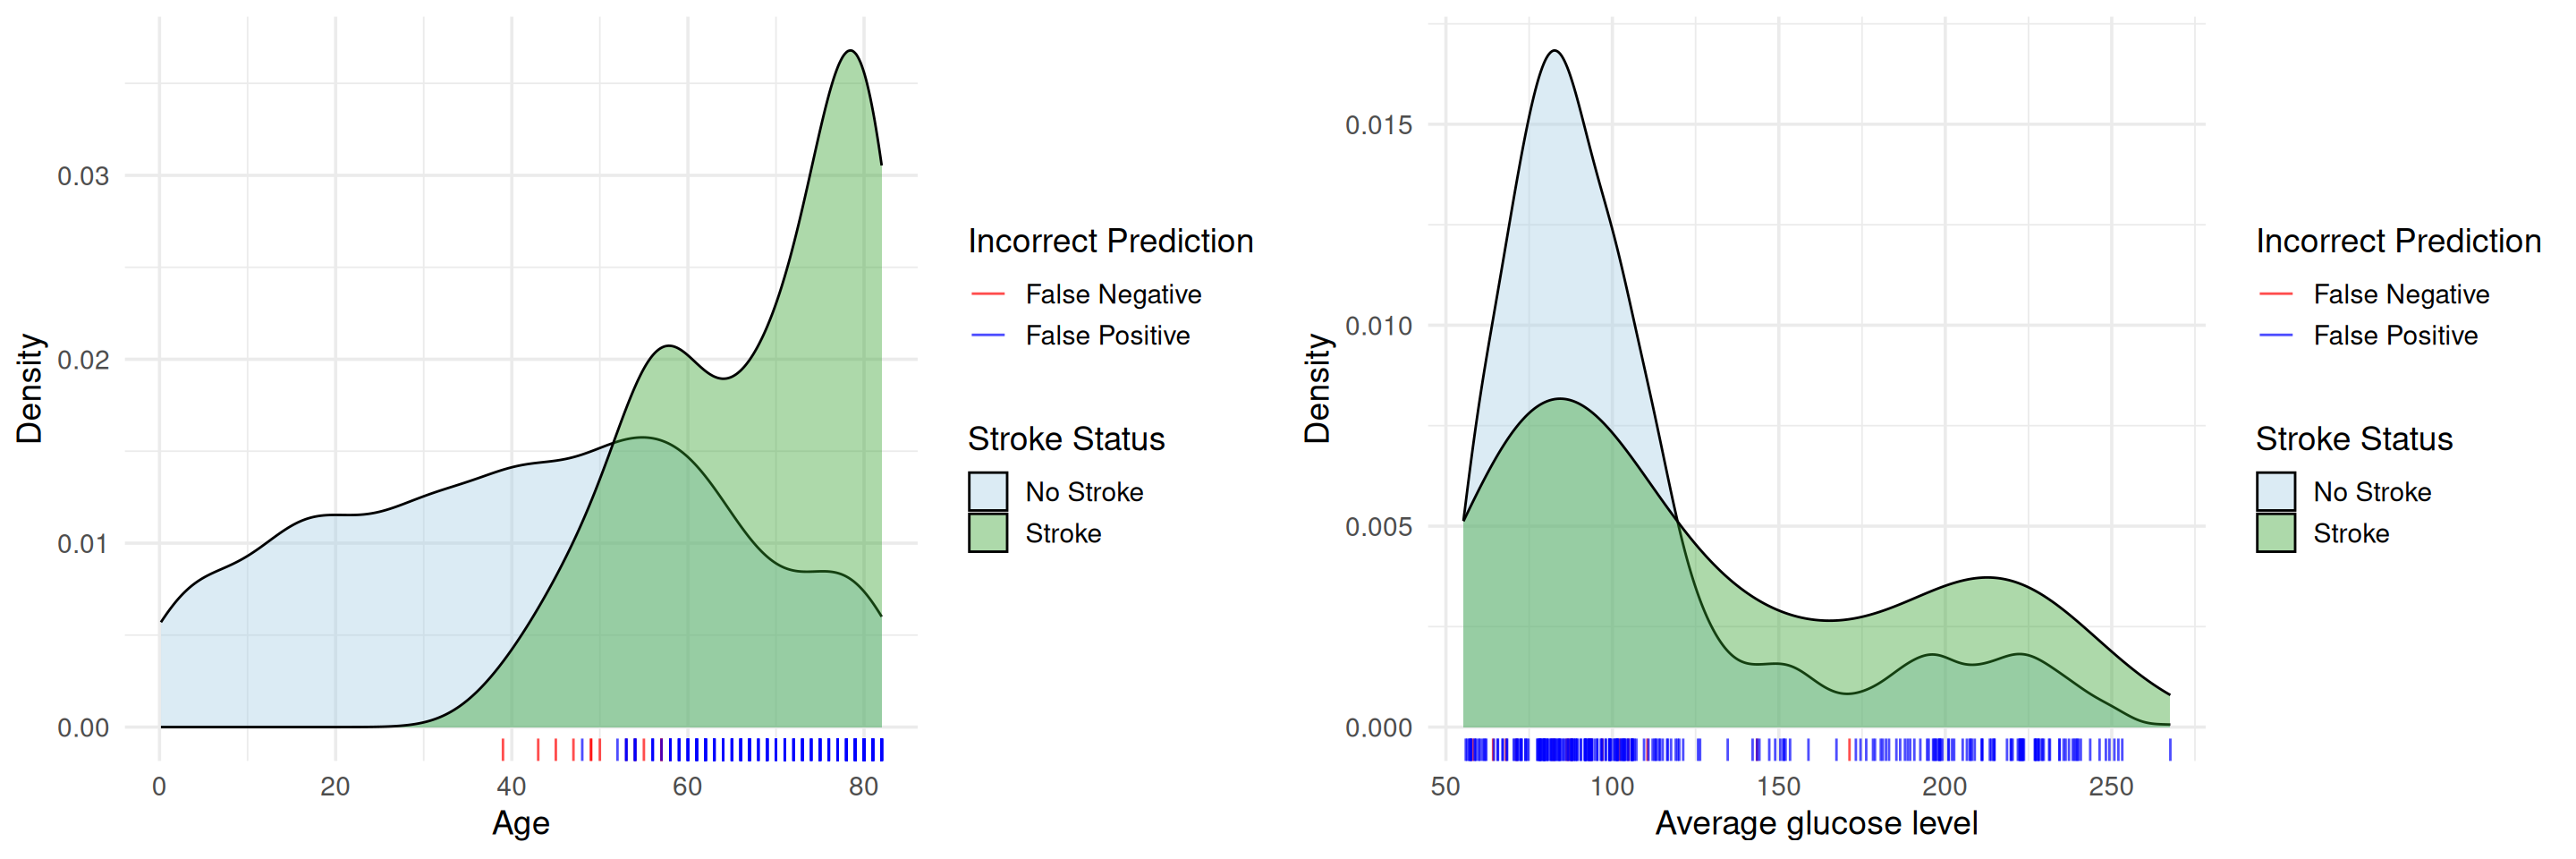 Density
0.03
0.02
0.01
0.00
0 20 40 60 80
Age
Incorrect Prediction
False Negative
False Positive
Stroke Status
No Stroke
Stroke
Density
0.015
0.010
0.005
0.000
50 100 150 200 250
Average glucose level
Incorrect Prediction
False Negative
False Positive
Stroke Status
No Stroke
Stroke